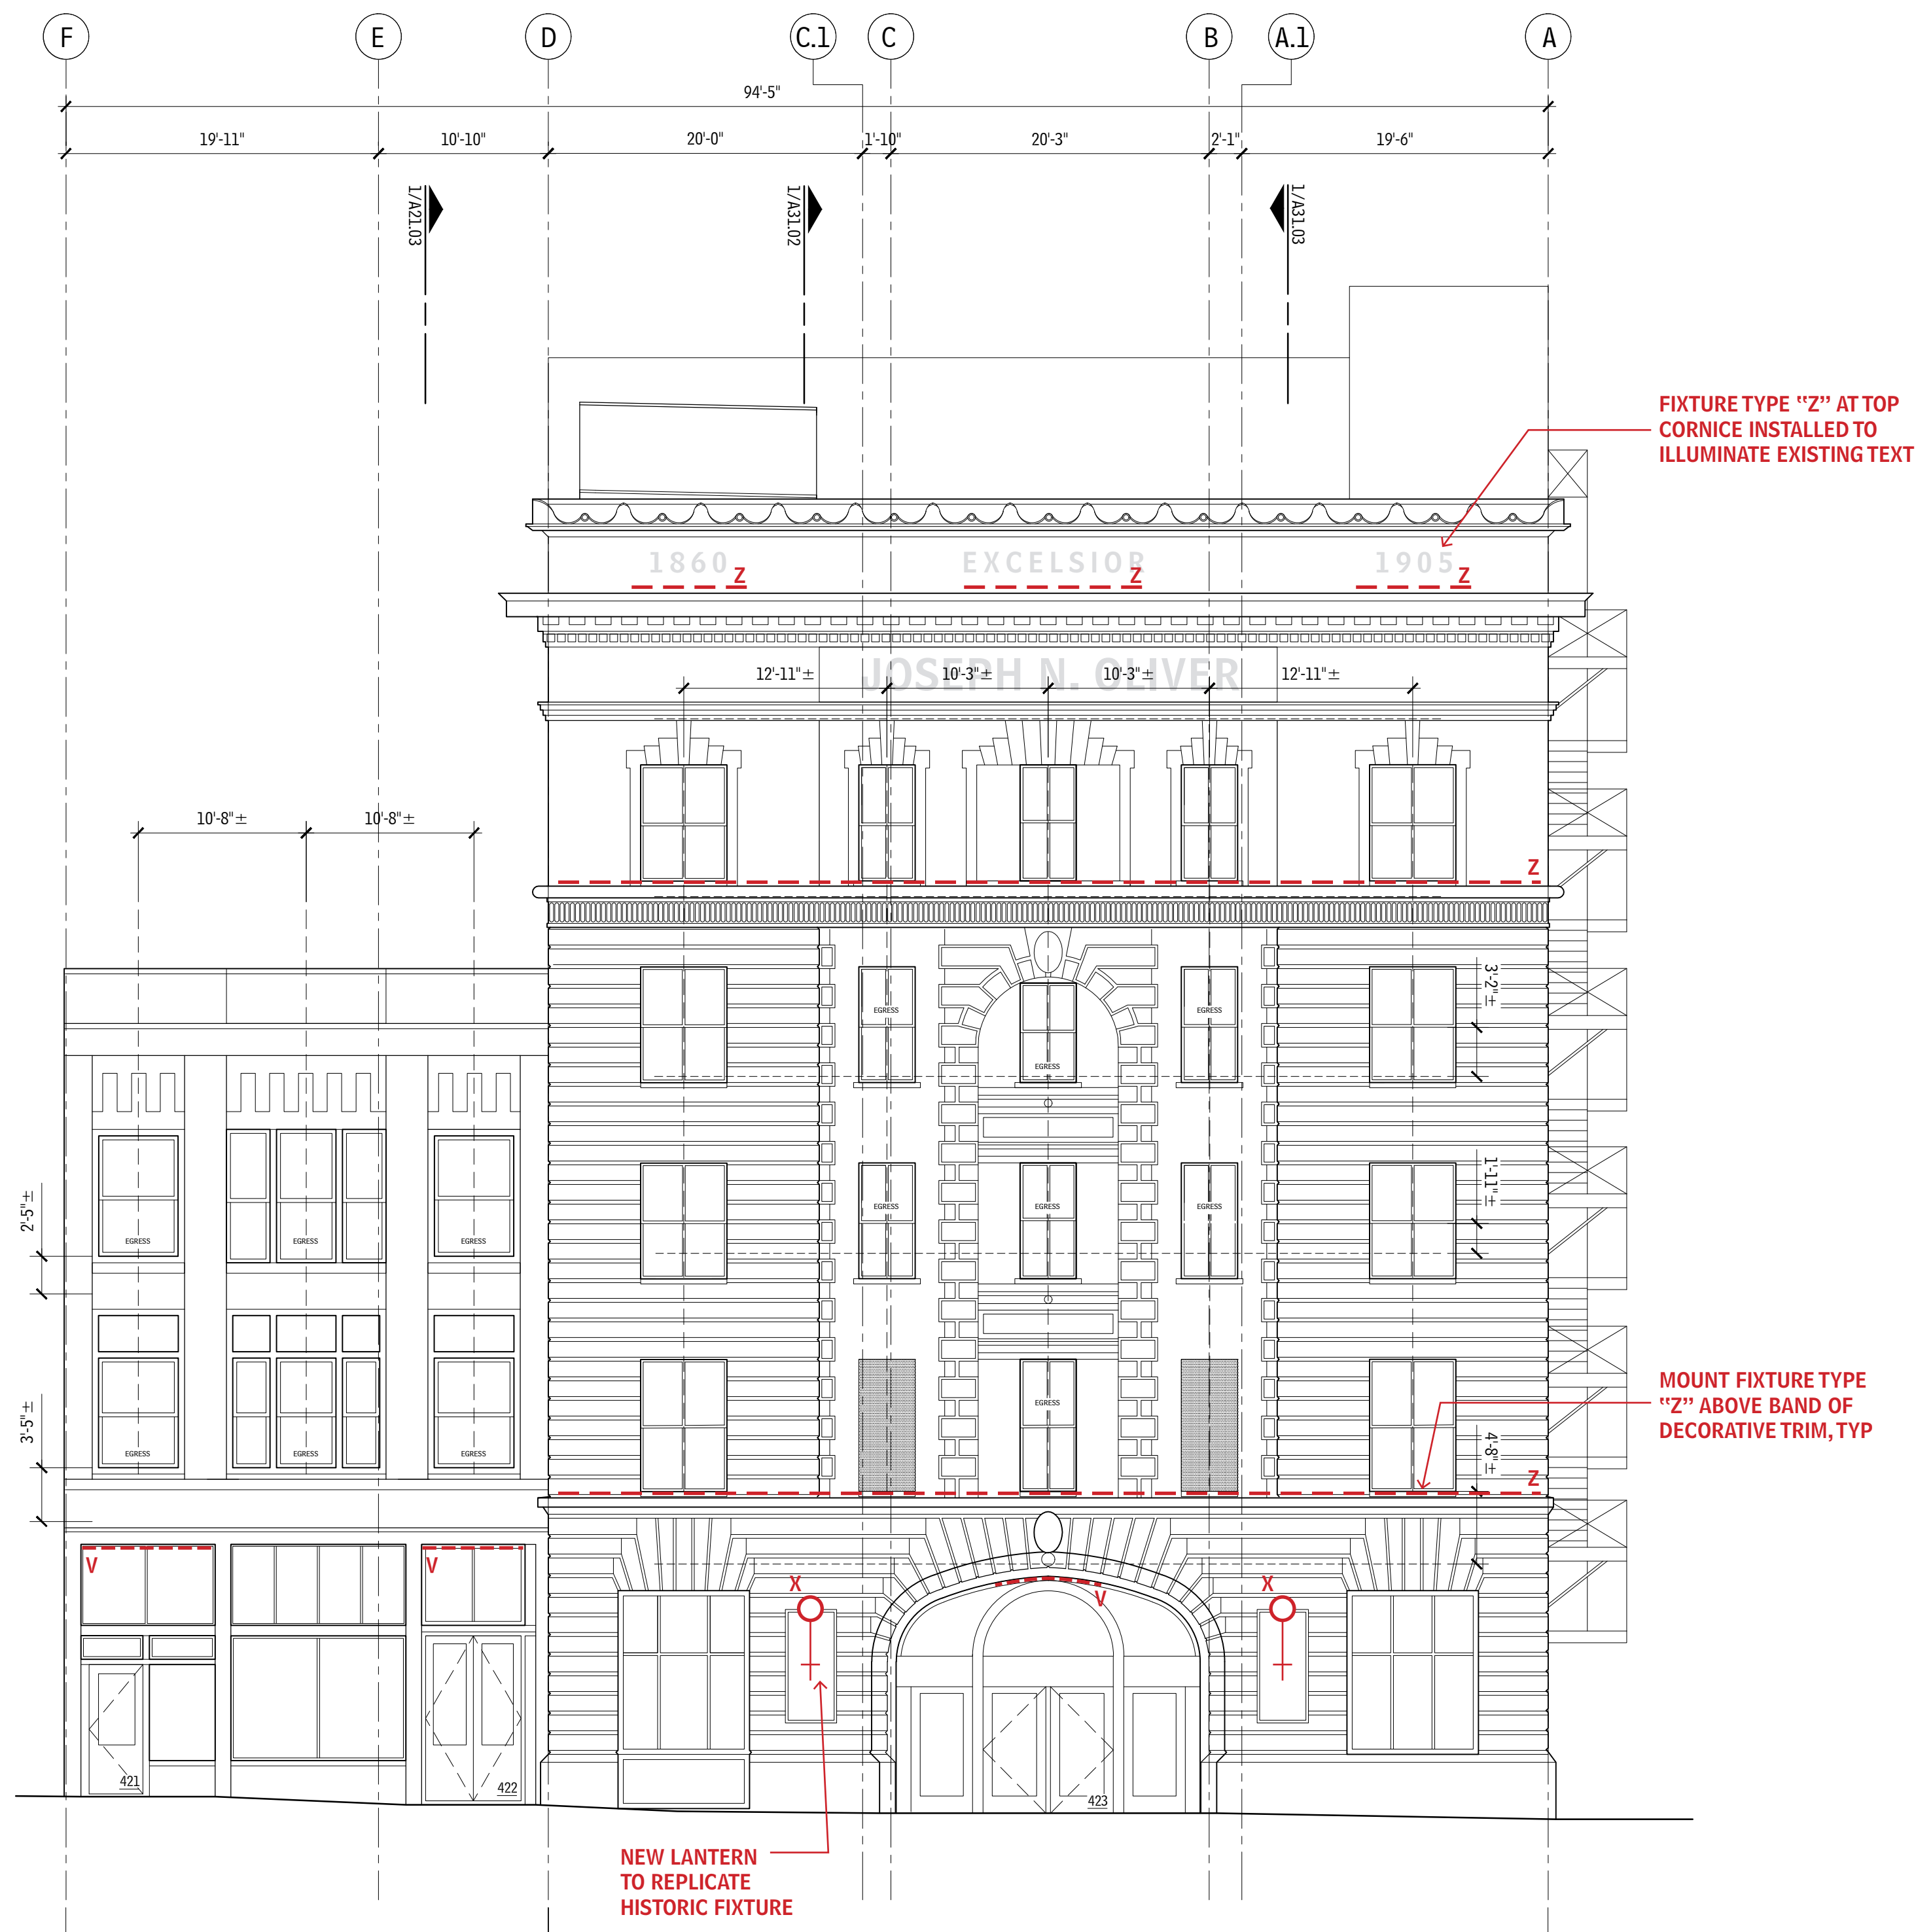 F E D C.1 C B A.1 A
94'-5"
19'-11" 10'-10" 20'-0" 1'-10" 20'-3" 2'-1" 19'-6"
1/A21.03 1/A31.02 1/A31.03
FIXTURE TYPE “Z” AT TOP
CORNICE INSTALLED TO
ILLUMINATE EXISTING TEXT
1860 EXCELSIOR 1905
Z Z Z
JOSEPH N. OLIVER
12'-11"± 10'-3"± 10'-3"± 12'-11"±
10'-8"± 10'-8"±
Z
3'-2"±
EGRESS EGRESS
EGRESS
1'-11"±
EGRESS EGRESS EGRESS
2'-5"±
EGRESS EGRESS EGRESS
MOUNT FIXTURE TYPE
“Z” ABOVE BAND OF
DECORATIVE TRIM, TYP
3'-5"±
EGRESS
4'-8"±
EGRESS EGRESS EGRESS
Z
V V
X X
V
421 422 423
NEW LANTERN
TO REPLICATE
HISTORIC FIXTURE